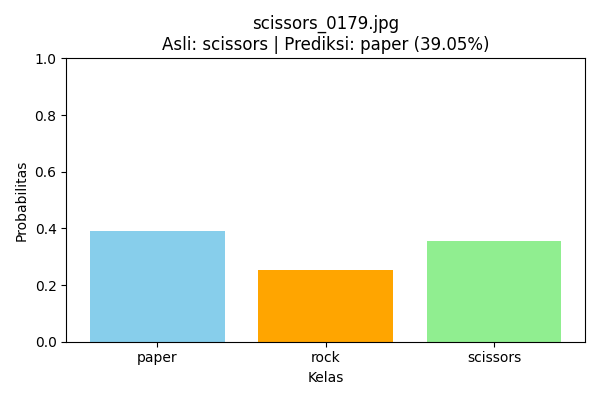 scissors_0179.jpg
Asli: scissors | Prediksi: paper (39.05%)
1.0
0.8
0.6
0.4
0.2
0.0
Probabilitas
paper rock scissors
Kelas